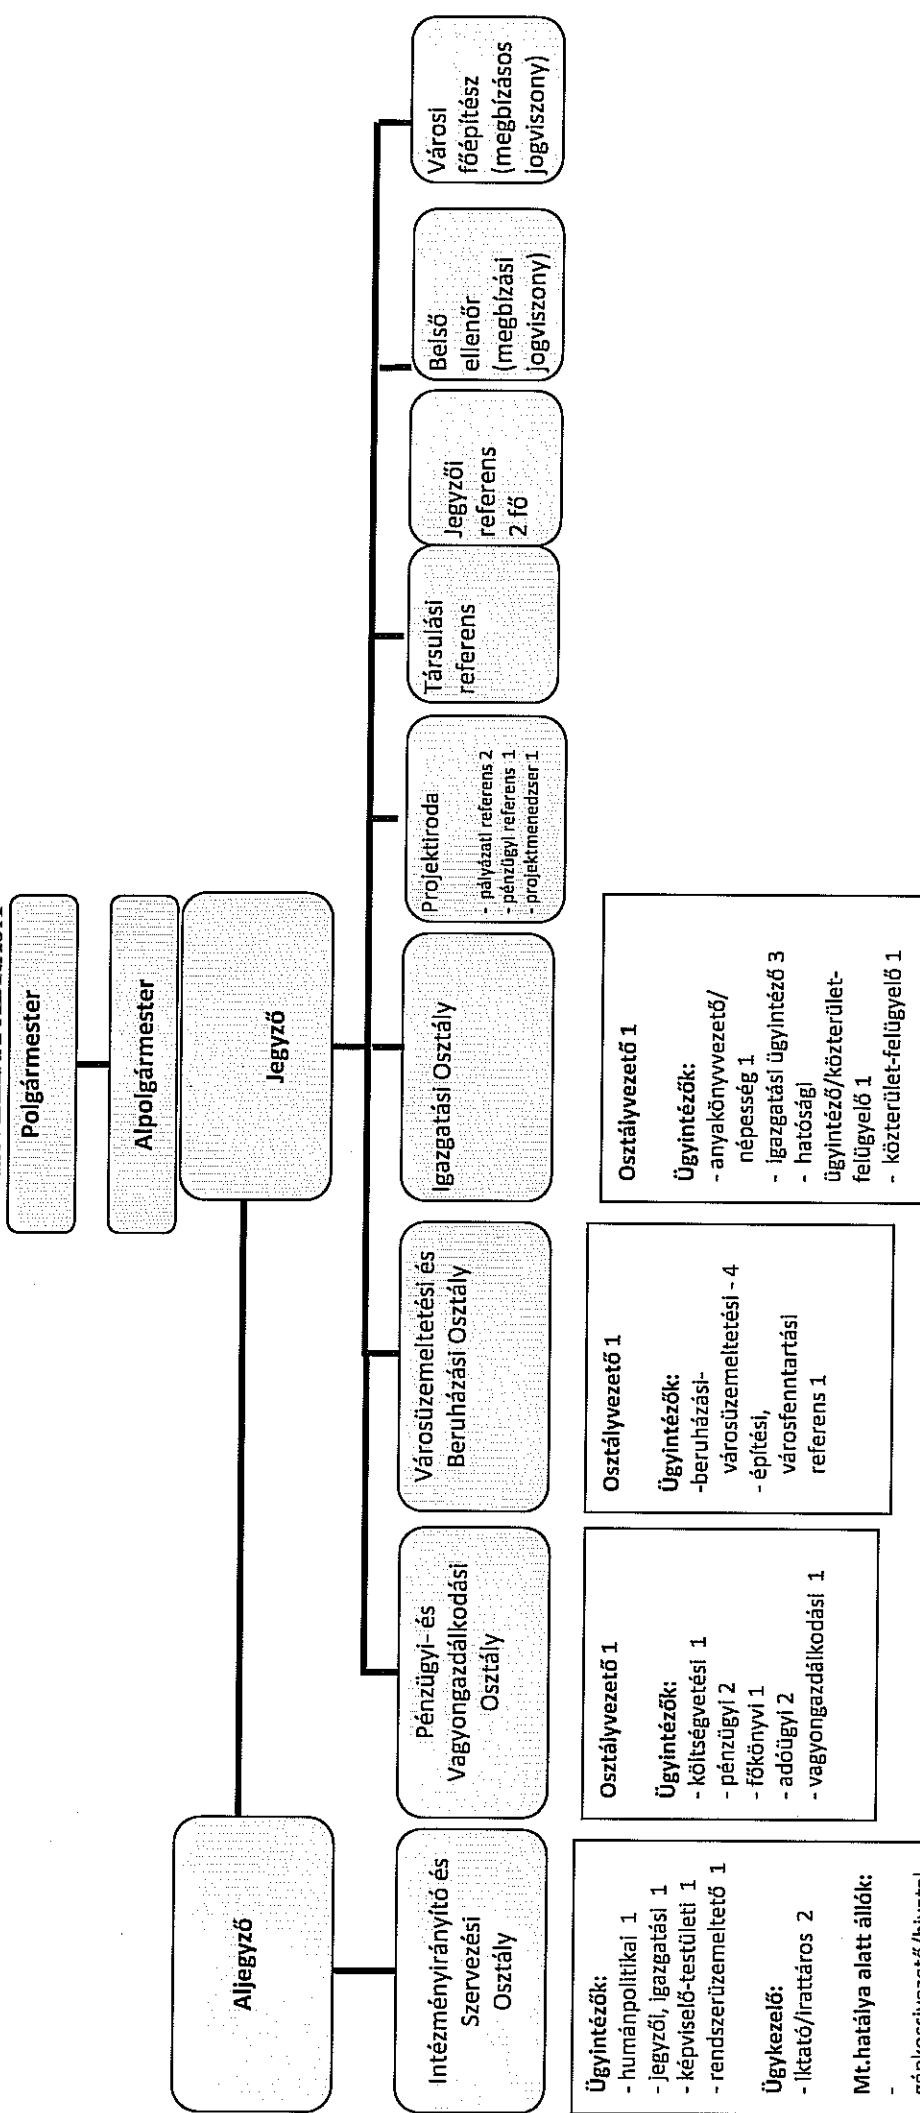 Polgármester
Alpolgármester
Jegyző
Aljegyző
Intézményirányító és
Szervezési
Osztály
Pénzügyi- és
Vagyongazdálkodási
Osztály
Városüzemeltetési és
Beruházási Osztály
Igazgatási Osztály
Projektiroda
- pályázati referens 2
- pénzügyi referens 1
- projektmenedzser 1
Társulási
referens
Jegyzői
referens
2 fő
Belső
ellenőr
(megbízási
jogviszony)
Városi
főépítész
(megbízásos
jogviszony
Ügyintézők:
- humánpolitikai 1
- jegyzői, igazgatási 1
- képviselő-testületi 1
- rendszerüzemeltető 1
Ügykezelő:
- Iktató/irattáros 2
Mt.hatálya alatt állók:
-
Osztályvezető 1
Ügyintézők:
- költségvetési 1
- pénzügyi 2
- főkönyvi 1
- adóügyi 2
- vagyongazdálkodási 1
Osztályvezető 1
Ügyintézők:
-beruházási-
városüzemeltetési - 4
- építési,
városfenntartási
referens 1
Osztályvezető 1
Ügyintézők:
- anyakönyvvezető/
népesség 1
- igazgatási ügyintéző 3
- hatósági
ügyintéző/közterület-
felügyelő 1
- közterület-felügyelő 1